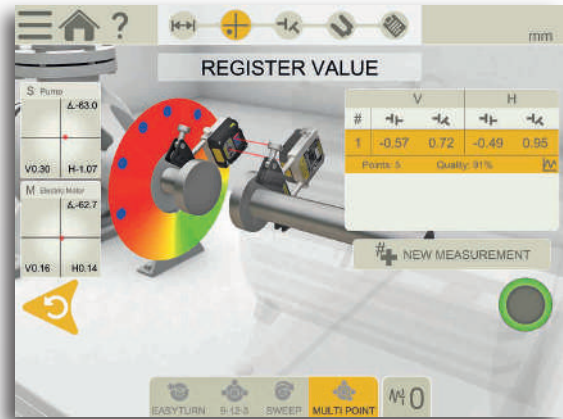 ?
mm
REGISTER VALUE
S Pump
∡-63.0
V0.30 H-1.07
M Electric Motor
∡-62.7
V0.16 H0.14
V H
#
1 -0.57 0.72 -0.49 0.95
Points: 5 Quality: 91%
# NEW MEASUREMENT
EASYTURN 9-12-3 SWEEP MULTI POINT
0